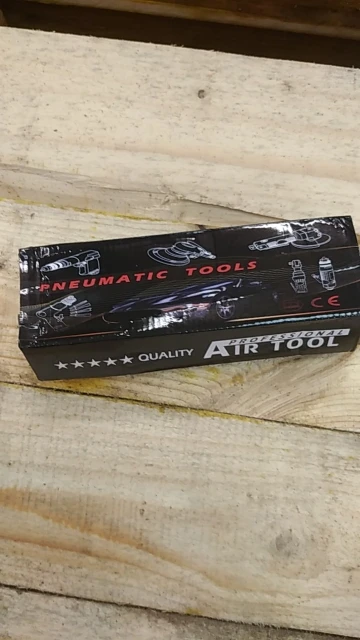 PNEUMATIC TOOLS
CE
★★★★★ QUALITY
PROFESSIONAL
AIR TOOL